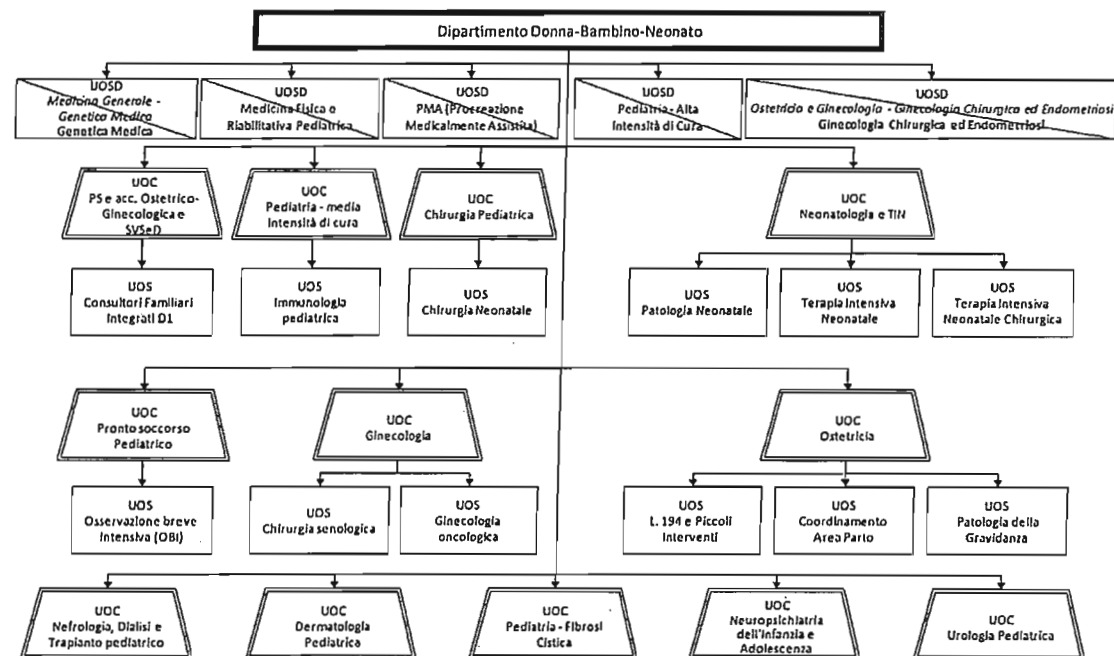 Dipartimento Donna-Bambino-Neonato
UOSD
Medicina Generale -
Genetica Medica
Genetica Medica
UOSD
Medicina Fisica e
Riabilitativa Pediatrica
UOSD
PMA (Procreazione
Medicalmente Assistita)
UOSD
Pediatria - Alta
Intensità di Cura
UOSD
Ostetricia e Ginecologia - Ginecologia Chirurgica ed Endometriosi
Ginecologia Chirurgica ed Endometriosi
UOC
PS e acc. Ostetrico-
Ginecologica e
SVSeD
UOC
Pediatria - media
Intensità di cura
UOC
Chirurgia Pediatrica
UOC
Neonatologia e TIN
UOS
Consultori Familiari
Integrati D1
UOS
Immunologia
pediatrica
UOS
Chirurgia Neonatale
UOS
Patologia Neonatale
UOS
Terapia Intensiva
Neonatale
UOS
Terapia Intensiva
Neonatale Chirurgica
UOC
Pronto soccorso
Pediatrico
UOC
Ginecologia
UOC
Ostetricia
UOS
Osservazione breve
Intensiva (OBI)
UOS
Chirurgia senologica
UOS
Ginecologia
oncologica
UOS
L. 194 e Piccoli
Interventi
UOS
Coordinamento
Area Parto
UOS
Patologia della
Gravidanza
UOC
Nefrologia, Dialisi e
Trapianto pediatrico
UOC
Dermatologia
Pediatrica
UOC
Pediatria - Fibrosi
Cistica
UOC
Neuropsichiatria
dell'Infanzia e
Adolescenza
UOC
Urologia Pediatrica